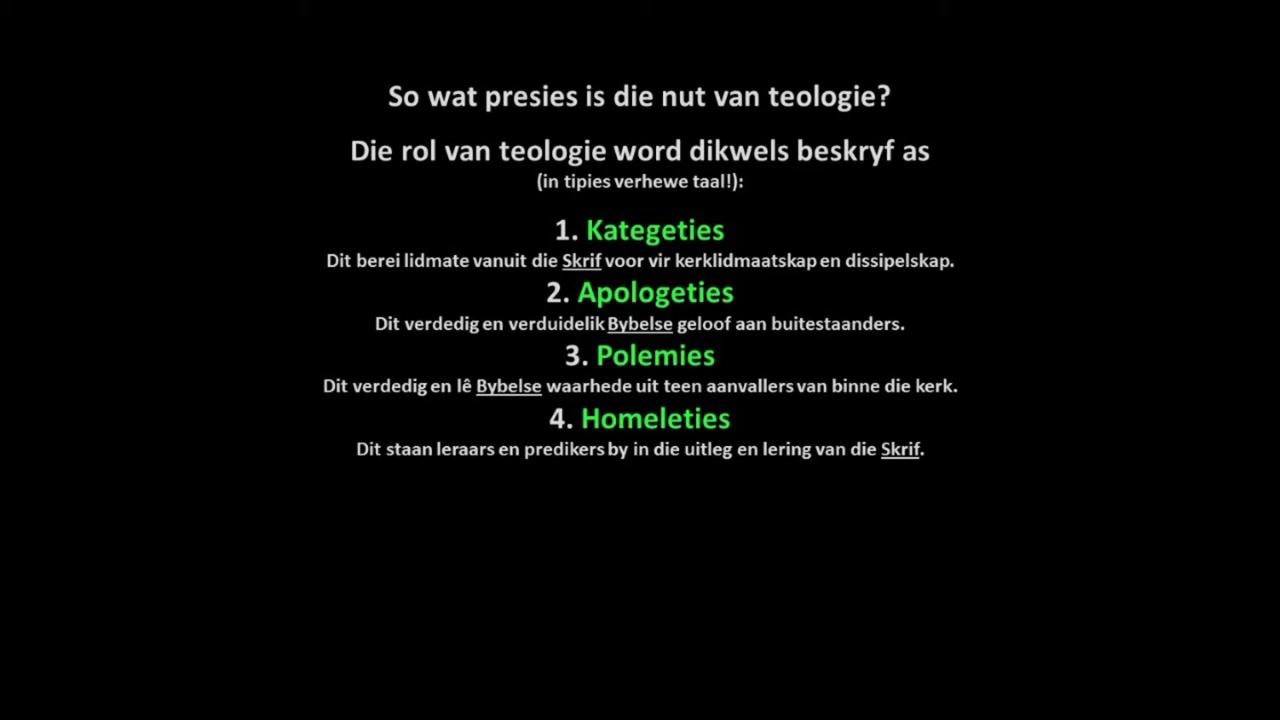 So wat presies is die nut van teologie?
Die rol van teologie word dikwels beskryf as
(in tipies verhewe taal!):
1. Kategeties
Dit berei lidmate vanuit die Skrif voor vir kerklidmaatskap en dissipelskap.
2. Apologeties
Dit verdedig en verduidelik Bybelse geloof aan buitestaanders.
3. Polemies
Dit verdedig en lê Bybelse waarhede uit teen aanvallers van binne die kerk.
4. Homeleties
Dit staan leraars en predikers by in die uitleg en lering van die Skrif.